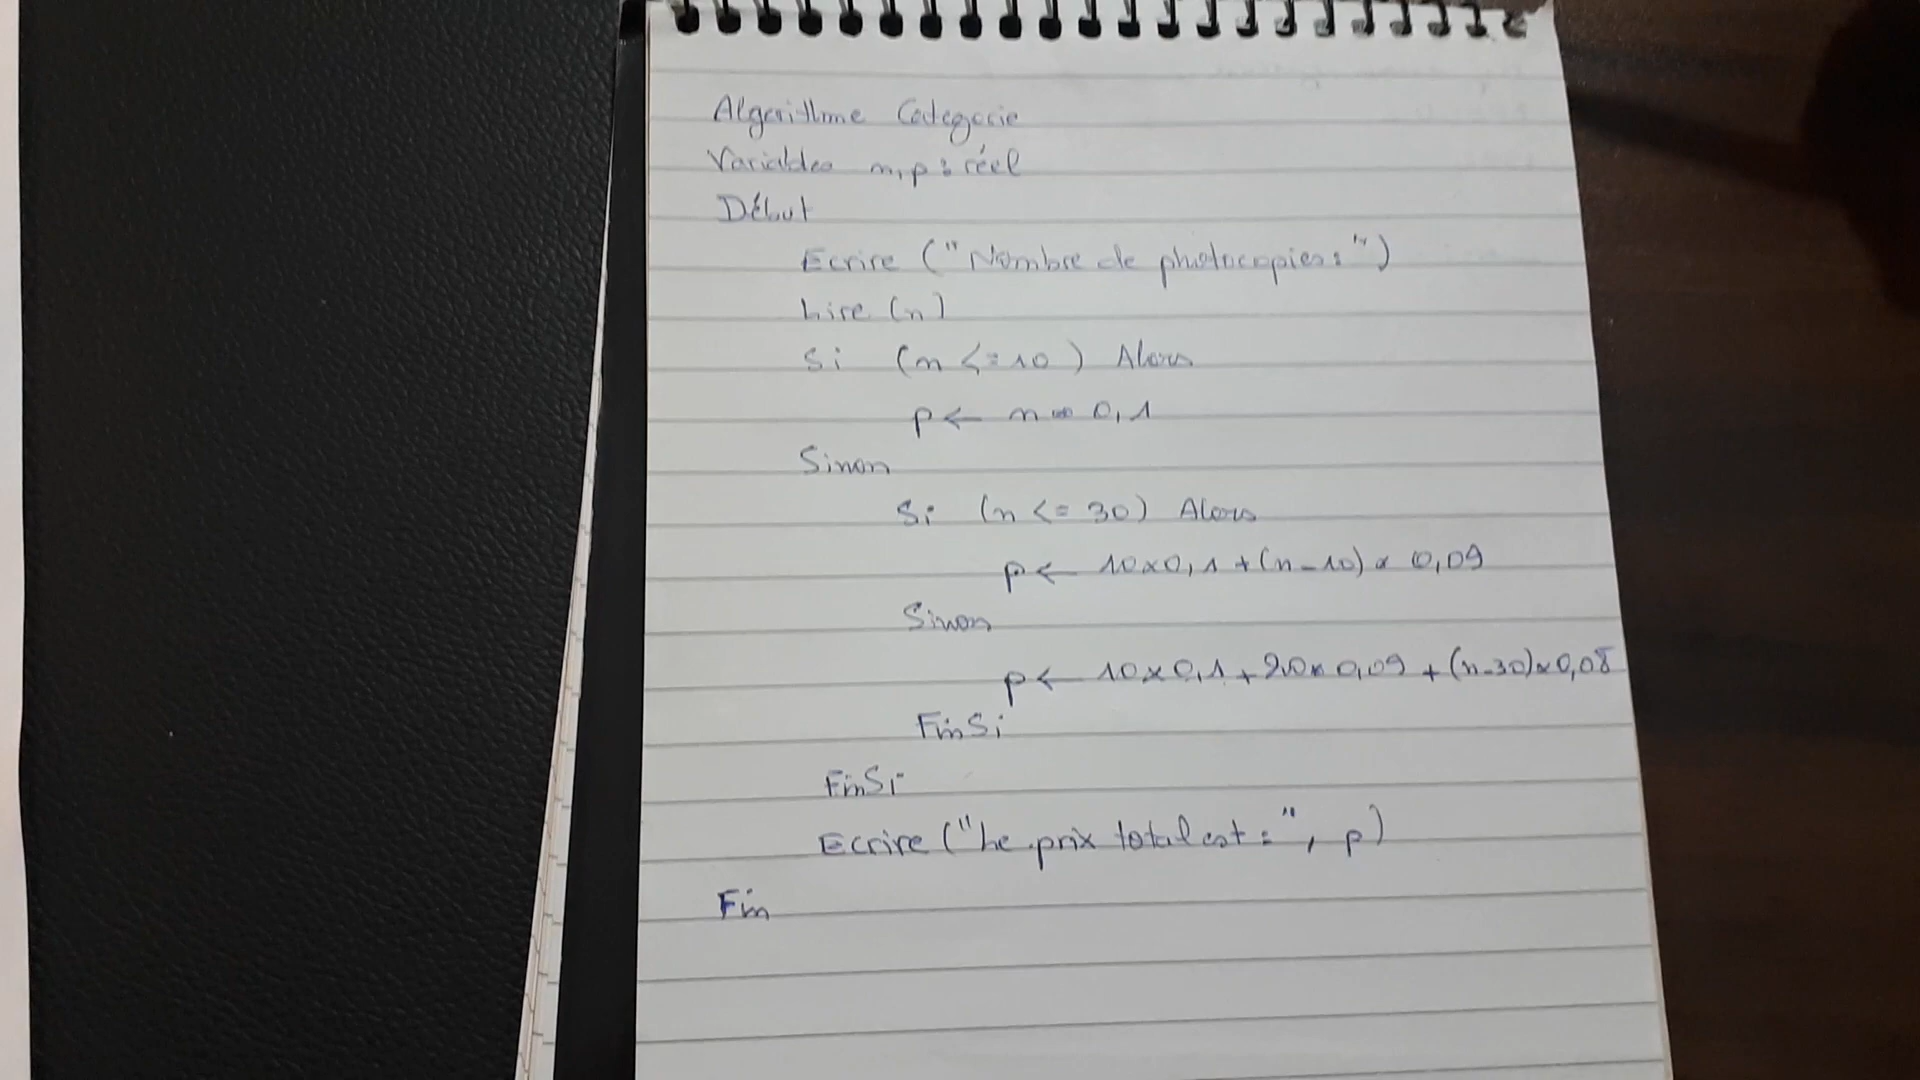 Algorithme Categorie
Variables n,p : réel
Début
Ecrire ("Nombre de photocopies : ")
Lire (n)
Si (n <= 10) Alors
p ← n * 0,1
Sinon
Si (n <= 30) Alors
p ← 10 x 0,1 + (n - 10) x 0,09
Sinon
p ← 10 x 0,1 + 20 x 0,09 + (n-30) x 0,08
FinSi
FinSi
Ecrire ("Le prix total est : ", p)
Fin